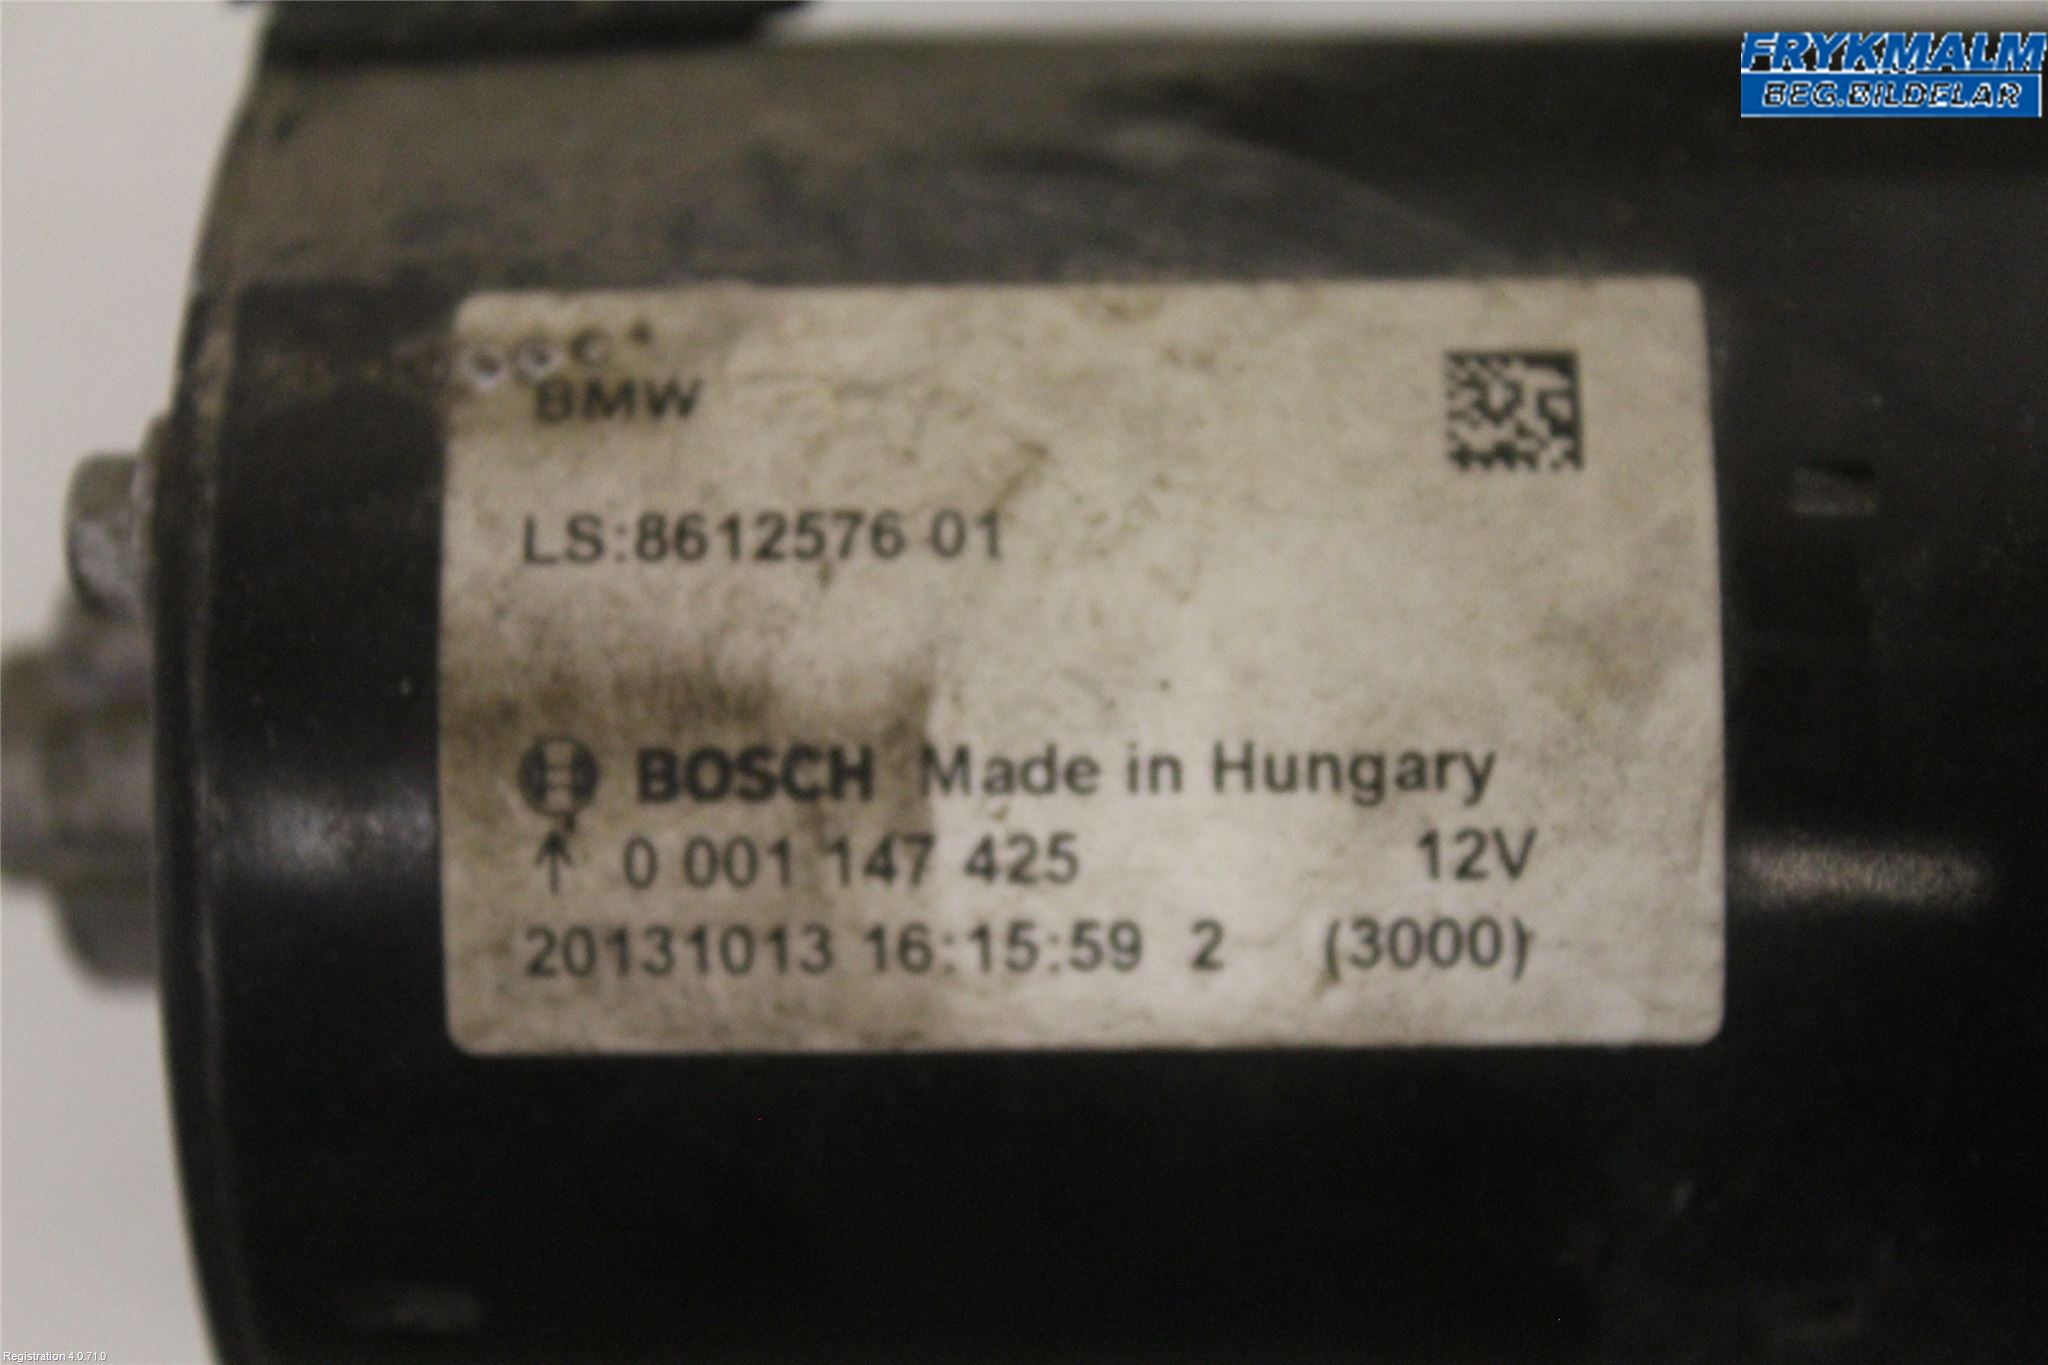 FRYKMALM
BEG.BILDELAR
BMW
LS:8612576 01
BOSCH Made in Hungary
0 001 147 425 12V
20131013 16:15:59 2 (3000)
Registration 4.0.71.0